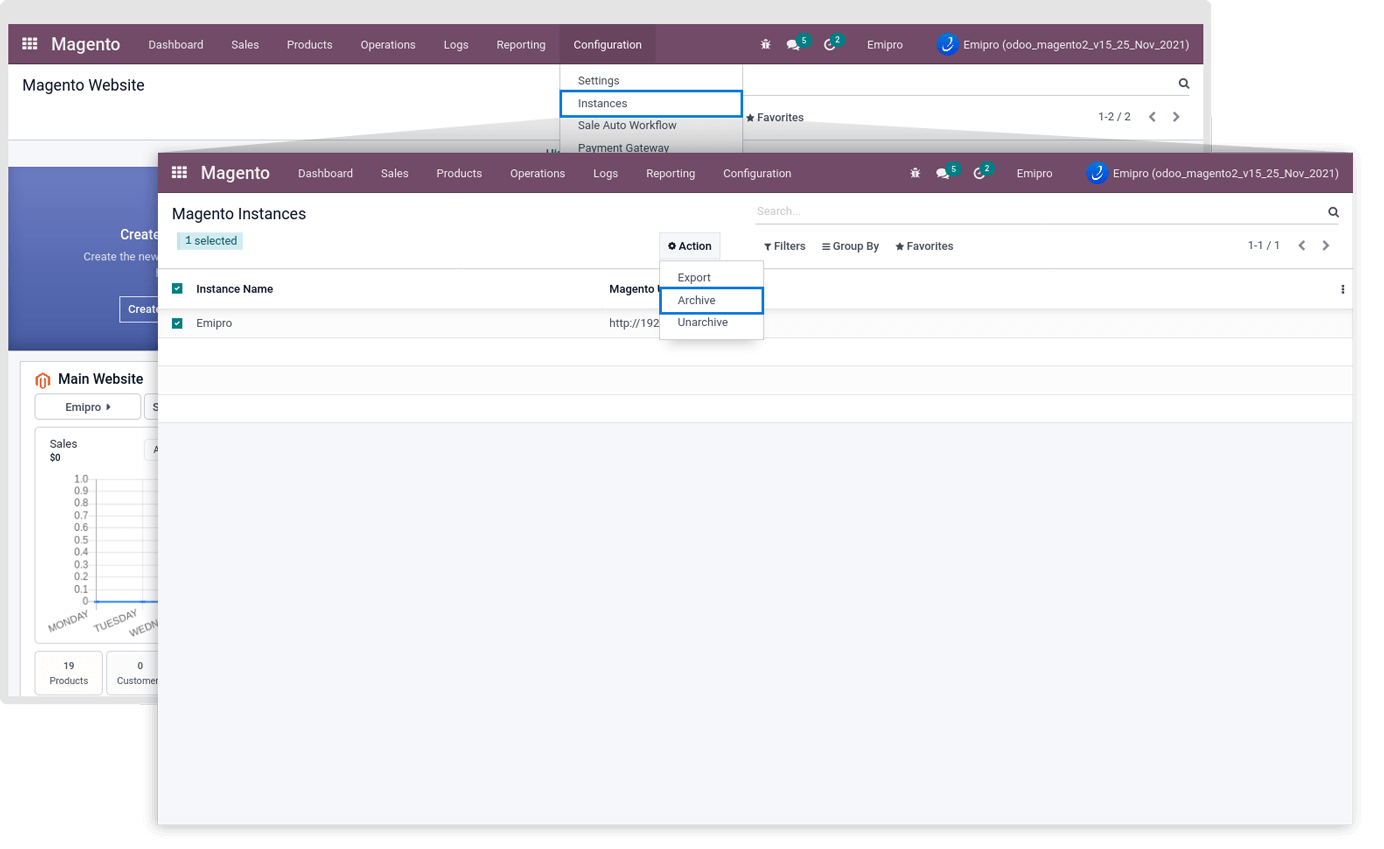 Magento Dashboard Sales Products Operations Logs Reporting Configuration 5 2 Emipro Emipro (odoo_magento2_v15_25_Nov_2021)
Magento Website
Settings
Instances
Sale Auto Workflow
Payment Gateway
Favorites
1-2 / 2
Magento Dashboard Sales Products Operations Logs Reporting Configuration 5 2 Emipro Emipro (odoo_magento2_v15_25_Nov_2021)
Magento Instances
Search...
1 selected
Action
Filters Group By Favorites
1-1 / 1
Export
Archive
Unarchive
Instance Name Magento
Emipro http://192
Create
Create the new
Create
Main Website
Emipro
Sales
$0
1.0
0.9
0.8
0.7
0.6
0.5
0.4
0.3
0.2
0.1
0
MONDAY TUESDAY WEDN
19
Products
0
Customer